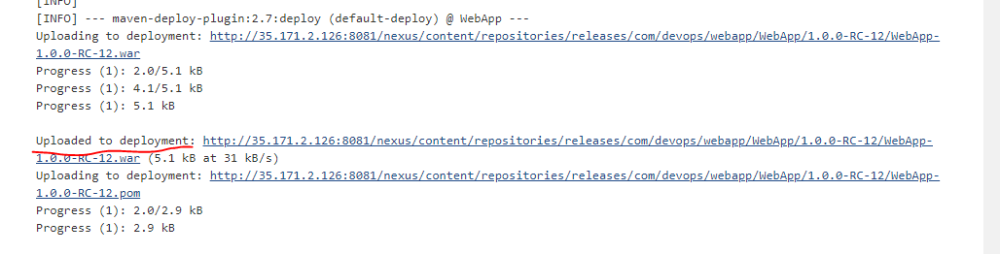 [INFO]
[INFO] --- maven-deploy-plugin:2.7:deploy (default-deploy) @ WebApp ---
Uploading to deployment: http://35.171.2.126:8081/nexus/content/repositories/releases/com/devops/webapp/WebApp/1.0.0-RC-12/WebApp-
1.0.0-RC-12.war
Progress (1): 2.0/5.1 kB
Progress (1): 4.1/5.1 kB
Progress (1): 5.1 kB
Uploaded to deployment: http://35.171.2.126:8081/nexus/content/repositories/releases/com/devops/webapp/WebApp/1.0.0-RC-12/WebApp-
1.0.0-RC-12.war (5.1 kB at 31 kB/s)
Uploading to deployment: http://35.171.2.126:8081/nexus/content/repositories/releases/com/devops/webapp/WebApp/1.0.0-RC-12/WebApp-
1.0.0-RC-12.pom
Progress (1): 2.0/2.9 kB
Progress (1): 2.9 kB